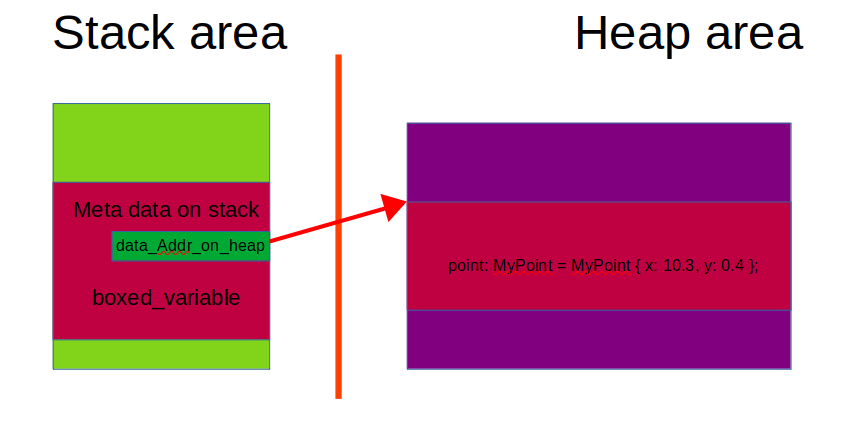 Stack area
Heap area
Meta data on stack
data_Addr_on_heap
boxed_variable
point: MyPoint = MyPoint { x: 10.3, y: 0.4 };